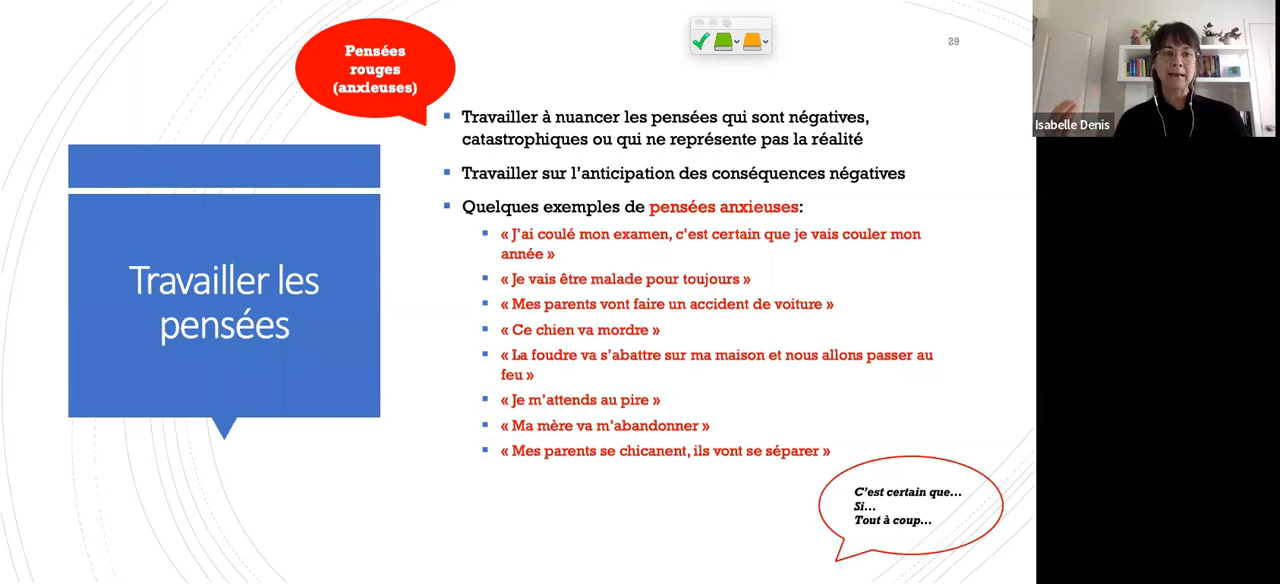 Pensées
rouges
(anxieuses)
29
Isabelle Denis
Travailler les
pensées
Travailler à nuancer les pensées qui sont négatives,
catastrophiques ou qui ne représente pas la réalité
Travailler sur l’anticipation des conséquences négatives
Quelques exemples de pensées anxieuses:
« J’ai coulé mon examen, c’est certain que je vais couler mon
année »
« Je vais être malade pour toujours »
« Mes parents vont faire un accident de voiture »
« Ce chien va mordre »
« La foudre va s’abattre sur ma maison et nous allons passer au
feu »
« Je m’attends au pire »
« Ma mère va m’abandonner »
« Mes parents se chicanent, ils vont se séparer »
C’est certain que…
Si…
Tout à coup…